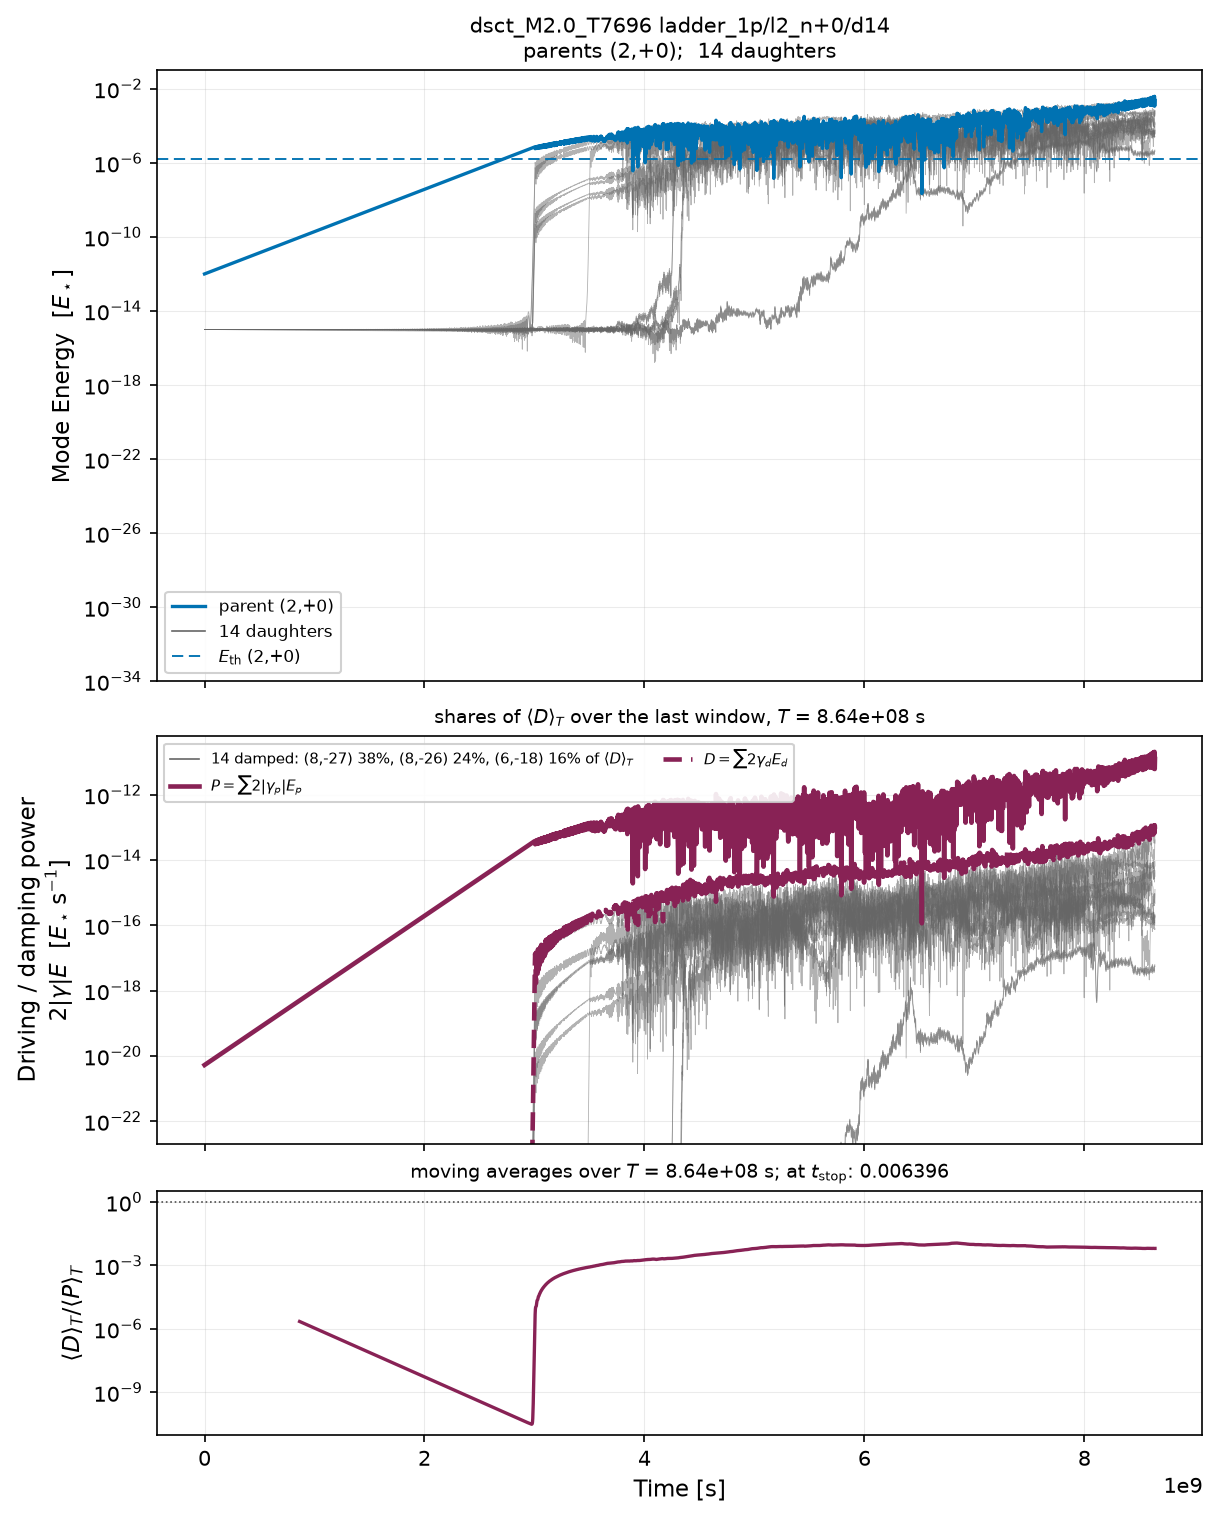 dsct_M2.0_T7696 ladder_1p/l2_n+0/d14
parents (2,+0);  14 daughters
10⁻²
10⁻⁶
10⁻¹⁰
10⁻¹⁴
10⁻¹⁸
10⁻²²
10⁻²⁶
10⁻³⁰
10⁻³⁴
Mode Energy [E⋆]
parent (2,+0)
14 daughters
E_th (2,+0)
shares of ⟨D⟩_T over the last window, T = 8.64e+08 s
14 damped: (8,-27) 38%, (8,-26) 24%, (6,-18) 16% of ⟨D⟩_T
D = ∑2γ_dE_d
P = ∑2|γ_p|E_p
10⁻¹²
10⁻¹⁴
10⁻¹⁶
10⁻¹⁸
10⁻²⁰
10⁻²²
Driving / damping power
2|γ|E [E⋆ s⁻¹]
moving averages over T = 8.64e+08 s; at t_stop: 0.006396
10⁰
10⁻³
10⁻⁶
10⁻⁹
⟨D⟩_T/⟨P⟩_T
0 2 4 6 8
1e9
Time [s]